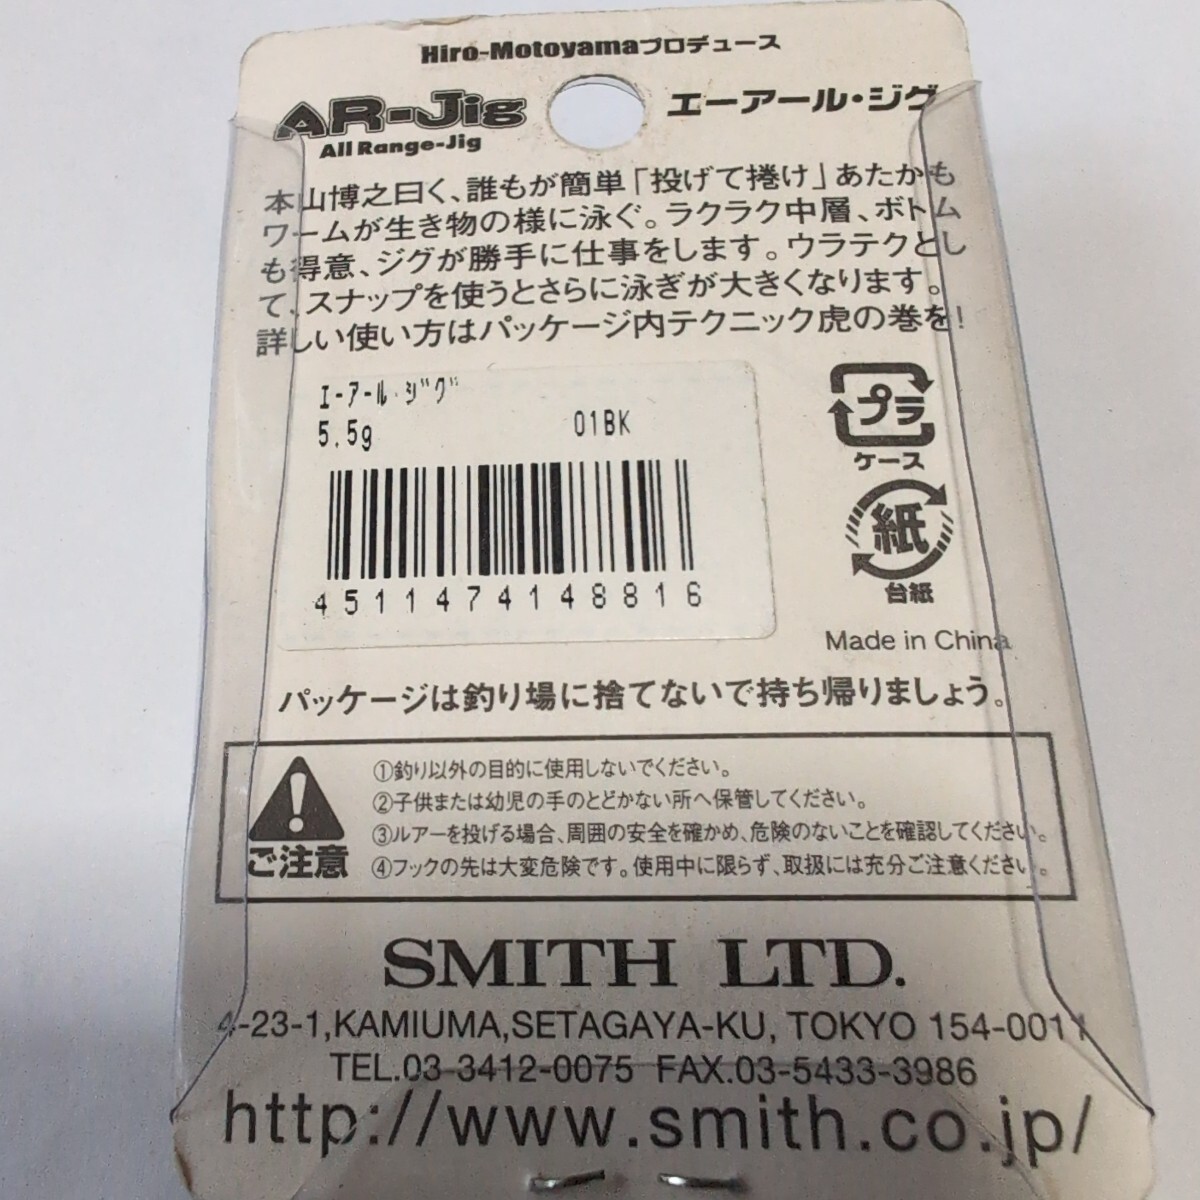 Hiro-Motoyamaプロデュース
AR-Jig
All Range-Jig
エーアール・ジグ
本山博之曰く、誰もが簡単「投げて捲け」あたかも
ワームが生き物の様に泳ぐ。ラクラク中層、ボトム
も得意、ジグが勝手に仕事をします。ウラテクとし
て、スナップを使うとさらに泳ぎが大きくなります。
詳しい使い方はパッケージ内テクニック虎の巻を!
ｴｰｱｰﾙ･ｼﾞｸﾞ
5.5g 01BK
4511474148816
プラ
ケース
紙
台紙
Made in China
パッケージは釣り場に捨てないで持ち帰りましょう。
ご注意
①釣り以外の目的に使用しないでください。
②子供または幼児の手のとどかない所へ保管してください。
③ルアーを投げる場合、周囲の安全を確かめ、危険のないことを確認してください。
④フックの先は大変危険です。使用中に限らず、取扱には充分ご注意ください。
SMITH LTD.
4-23-1,KAMIUMA,SETAGAYA-KU, TOKYO 154-0011
TEL.03-3412-0075 FAX.03-5433-3986
http://www.smith.co.jp/